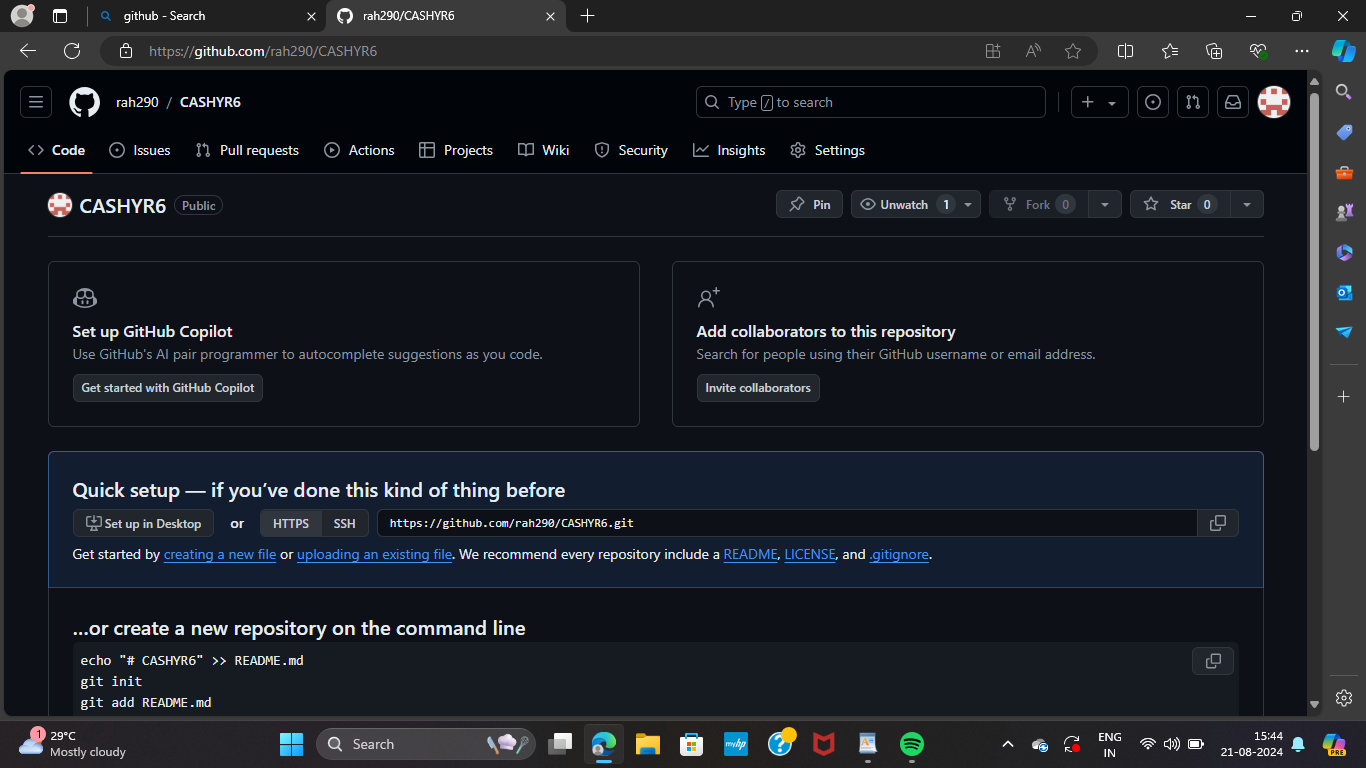 github - Search
rah290/CASHYR6
https://github.com/rah290/CASHYR6
rah290 / CASHYR6
Type / to search
Code Issues Pull requests Actions Projects Wiki Security Insights Settings
CASHYR6 Public
Pin Unwatch 1 Fork 0 Star 0
Set up GitHub Copilot
Use GitHub's AI pair programmer to autocomplete suggestions as you code.
Get started with GitHub Copilot
Add collaborators to this repository
Search for people using their GitHub username or email address.
Invite collaborators
Quick setup — if you’ve done this kind of thing before
Set up in Desktop or HTTPS SSH https://github.com/rah290/CASHYR6.git
Get started by creating a new file or uploading an existing file. We recommend every repository include a README, LICENSE, and .gitignore.
…or create a new repository on the command line
echo "# CASHYR6" >> README.md
git init
git add README.md
1
29°C
Mostly cloudy
Search
myhp
ENG
IN
15:44
21-08-2024
PRE